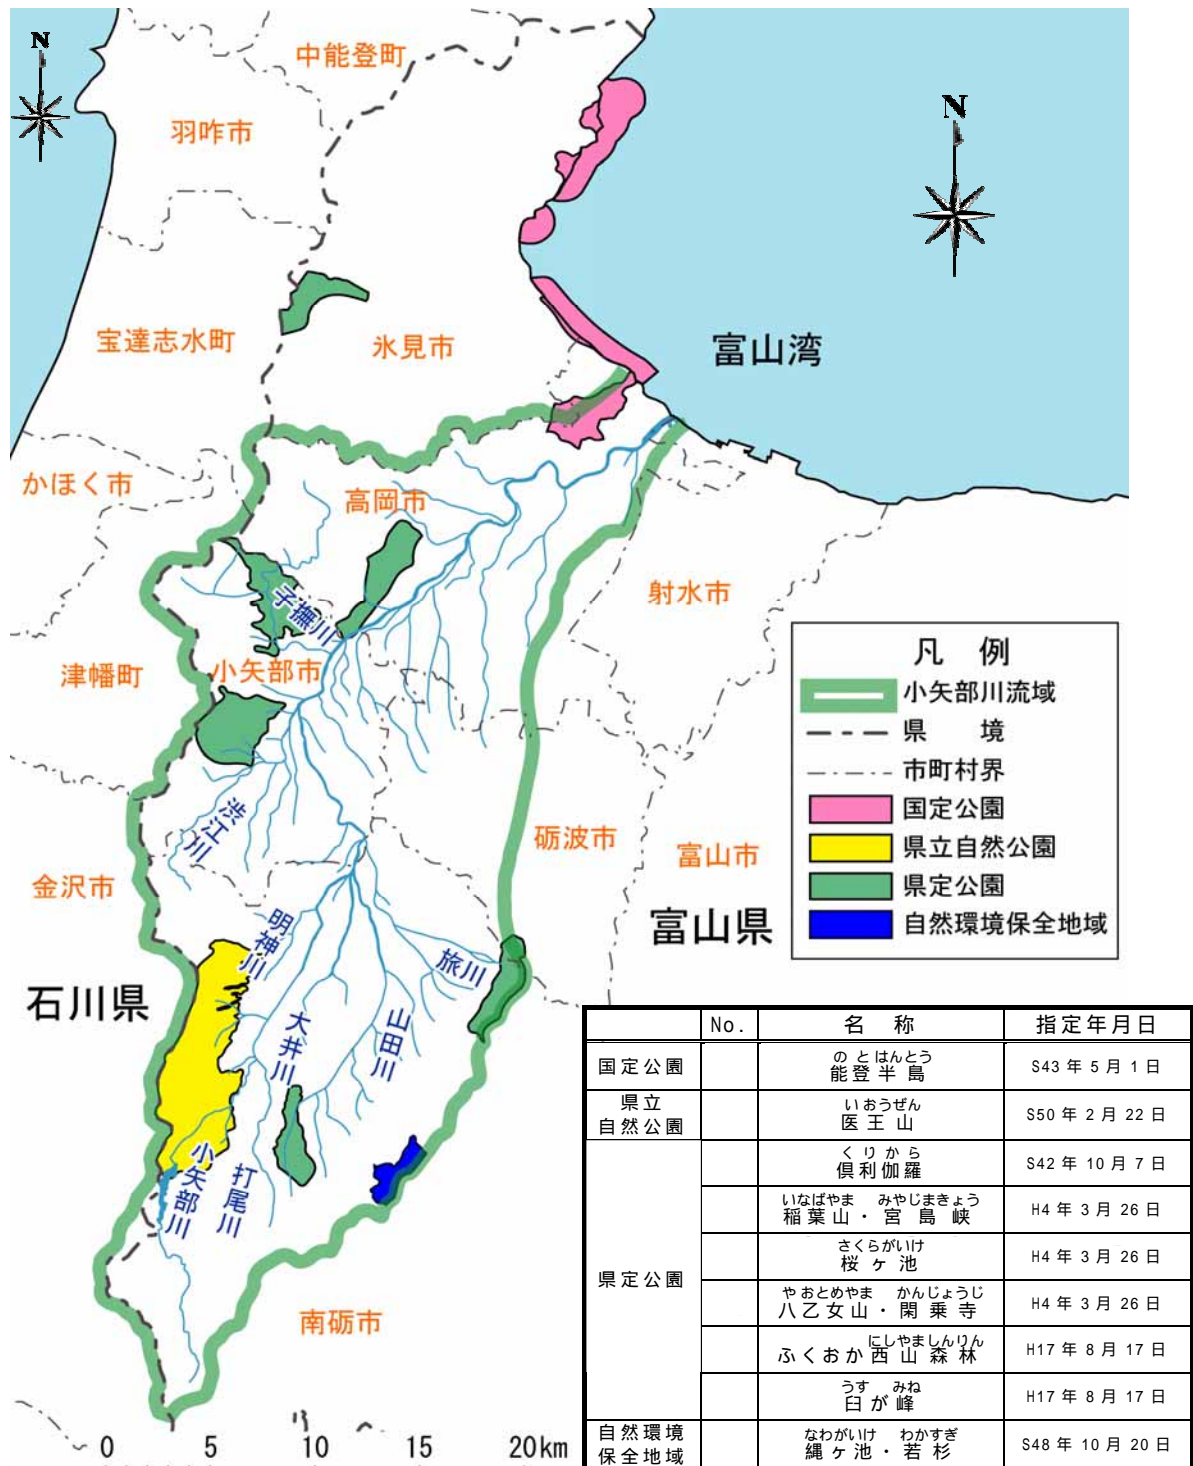 N
N
中能登町
羽咋市
宝達志水町
氷見市
富山湾
かほく市
高岡市
射水市
子撫川
津幡町
小矢部市
渋江川
砺波市
富山市
金沢市
明神川
旅川
富山県
石川県
大井川
山田川
小矢部川
打尾川
南砺市
0 5 10 15 20km
凡 例
小矢部川流域
県 境
市町村界
国定公園
県立自然公園
県定公園
自然環境保全地域
No. 名 称 指定年月日
国定公園 のとはんとう
能登半島 S43年5月1日
県立
自然公園 いおうぜん
医王山 S50年2月22日
県定公園
くりから
倶利伽羅 S42年10月7日
いなばやま みやじまきょう
稲葉山・宮島峡 H4年3月26日
さくらがいけ
桜ヶ池 H4年3月26日
やおとめやま かんじょうじ
八乙女山・閑乗寺 H4年3月26日
にしやましんりん
ふくおか西山森林 H17年8月17日
うす みね
臼が峰 H17年8月17日
自然環境
保全地域 なわがいけ わかすぎ
縄ヶ池・若杉 S48年10月20日